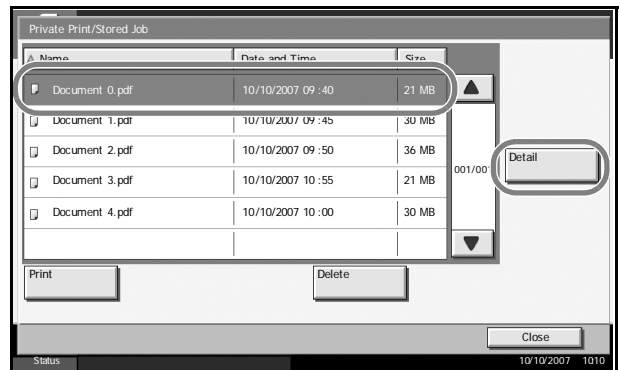 Private Print/Stored Job
Name Date and Time Size
Document 0.pdf 10/10/2007 09:40 21 MB
Document 1.pdf 10/10/2007 09:45 30 MB
Document 2.pdf 10/10/2007 09:50 36 MB
Document 3.pdf 10/10/2007 10:55 21 MB
Document 4.pdf 10/10/2007 10:00 30 MB
001/00
Detail
Print Delete
Close
Status 10/10/2007 10:10